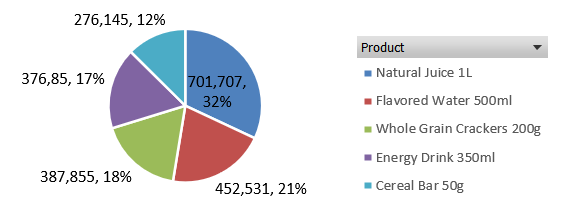 276,145, 12%
376,85, 17%
701,707,
32%
387,855, 18%
452,531, 21%
Product
Natural Juice 1L
Flavored Water 500ml
Whole Grain Crackers 200g
Energy Drink 350ml
Cereal Bar 50g